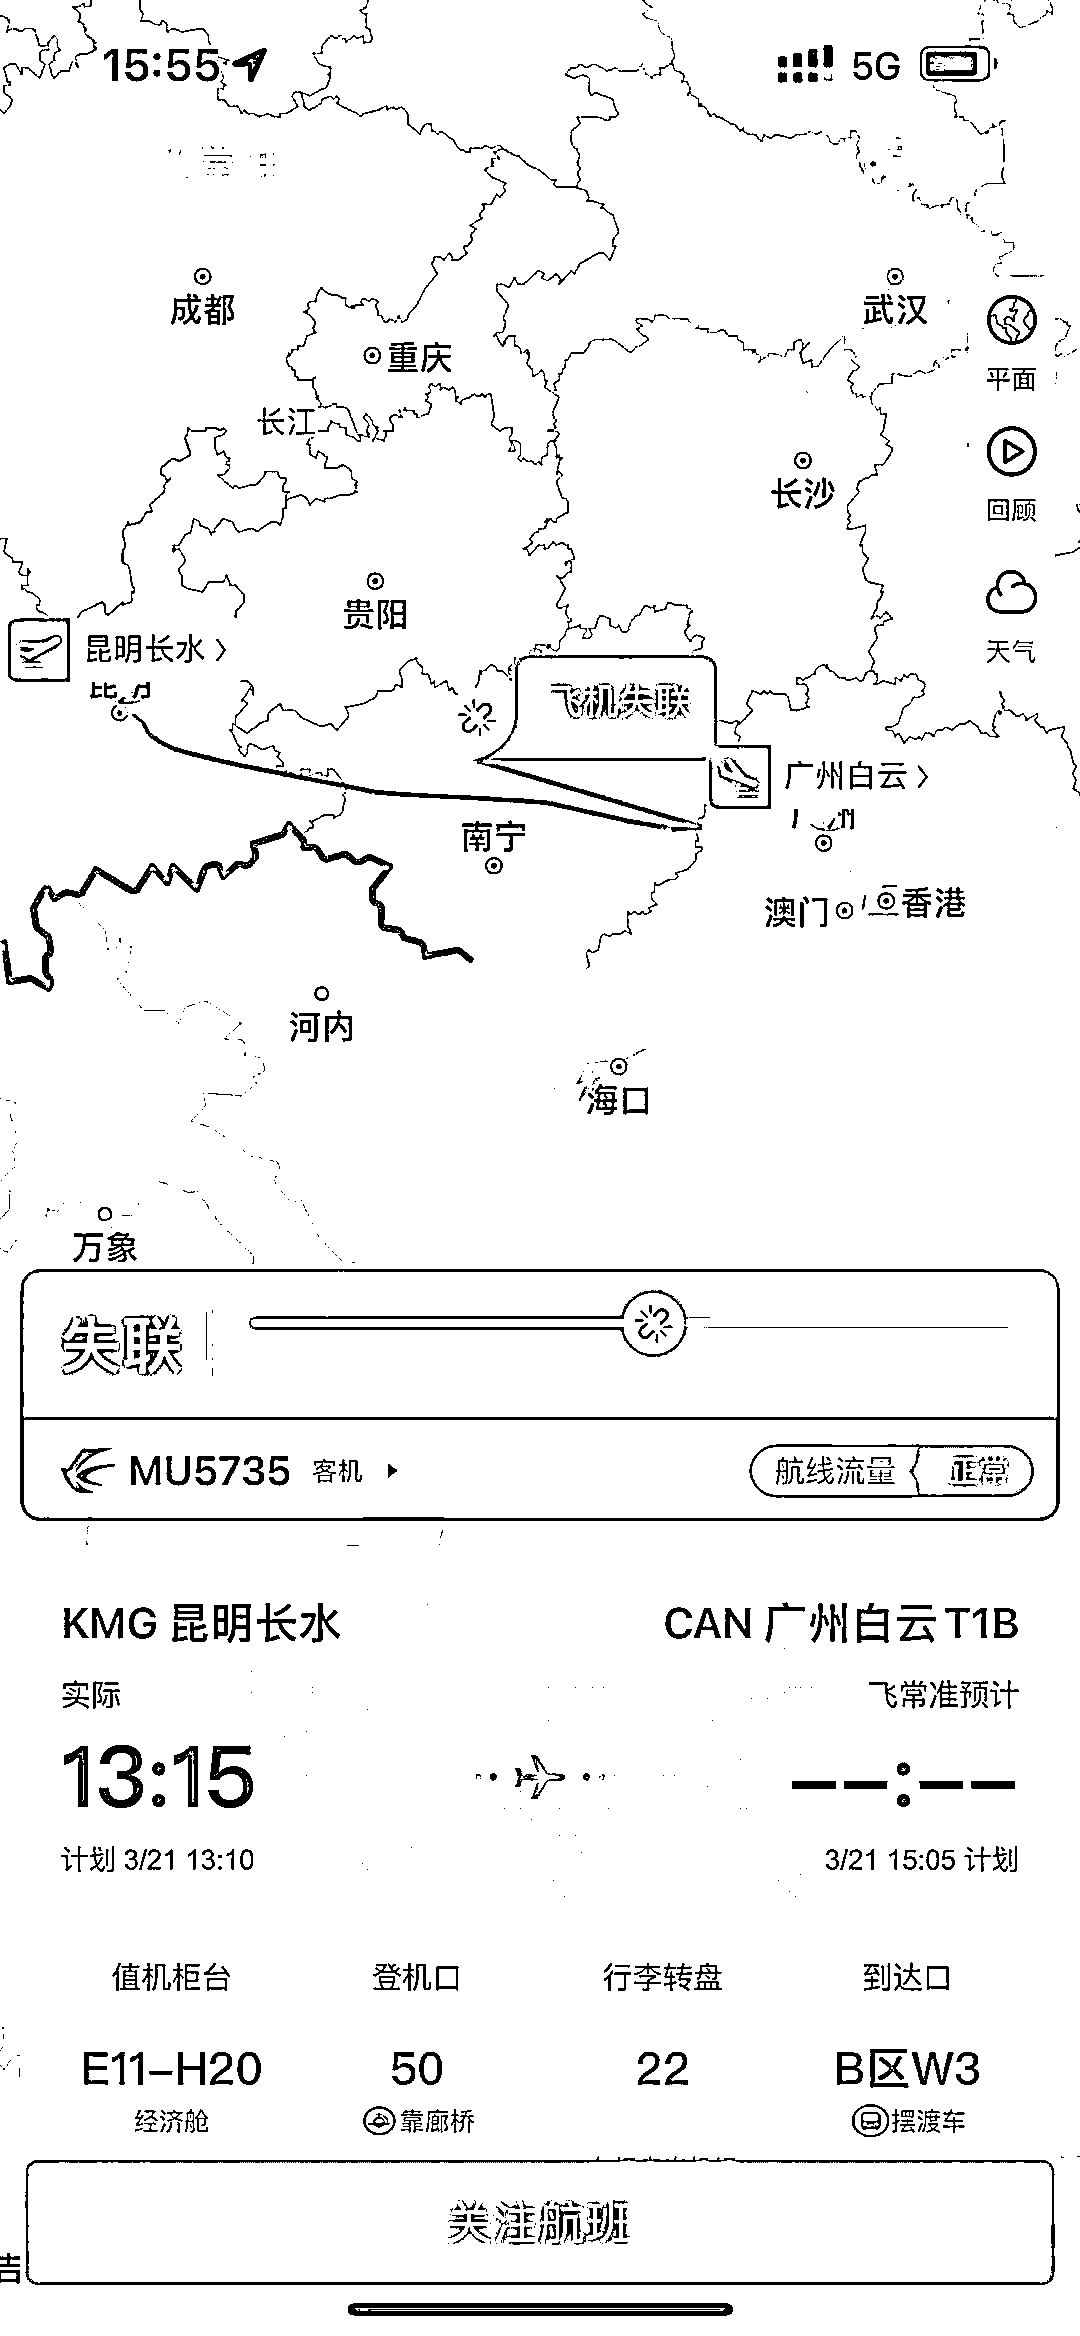 15:55
5G
成都
武汉
重庆
平面
长江
长沙
回顾
贵阳
天气
昆明长水
飞机失联
广州白云
南宁
澳门
香港
河内
海口
万象
失联
MU5735 客机
航线流量 正常
KMG 昆明长水
CAN 广州白云 T1B
实际
飞常准预计
13:15
--:--
计划 3/21 13:10
3/21 15:05 计划
值机柜台 登机口 行李转盘 到达口
E11-H20 50 22 B区W3
经济舱 靠廊桥 摆渡车
关注航班